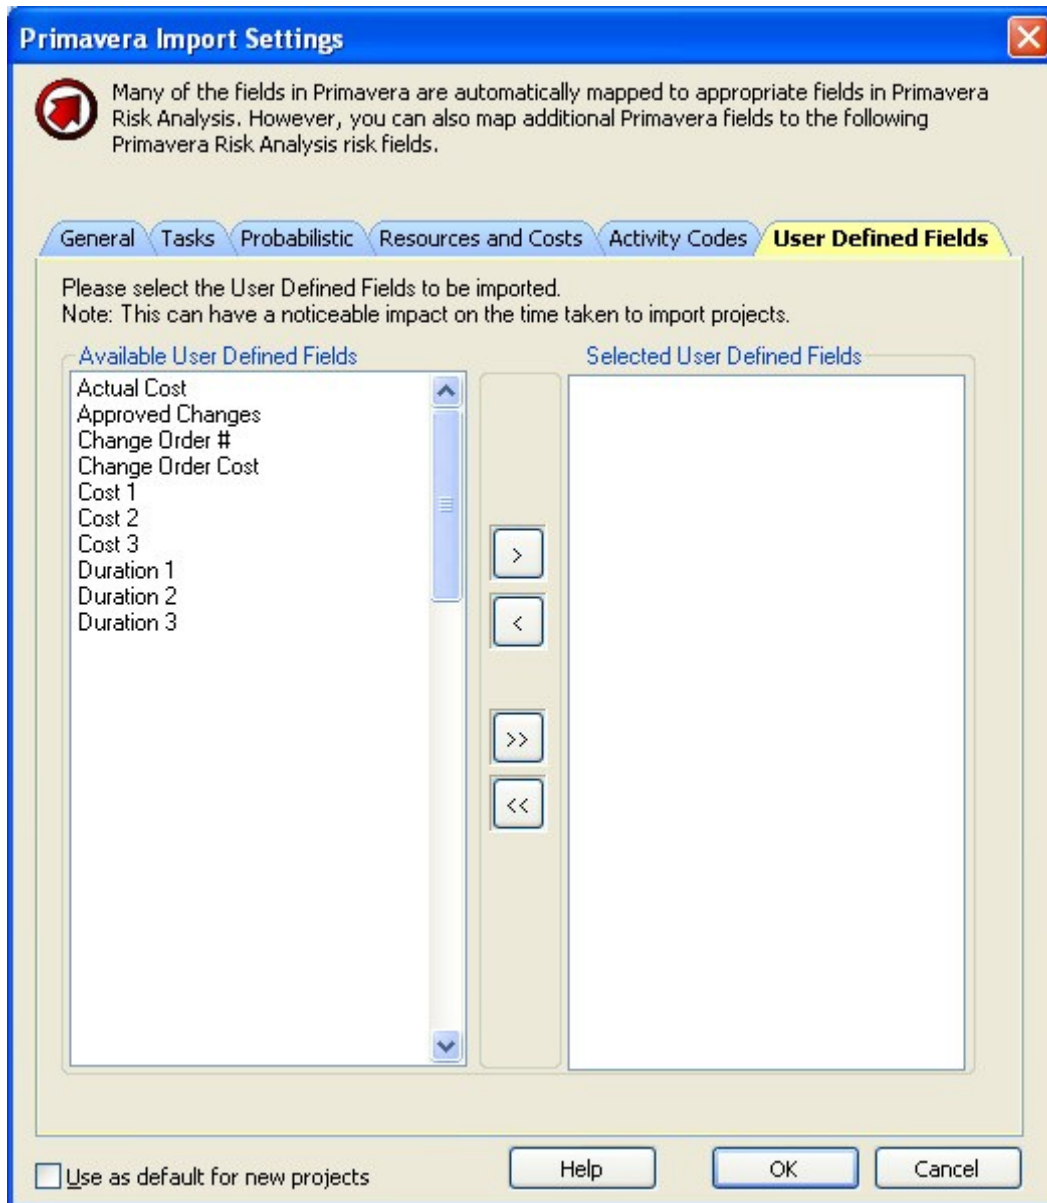 Primavera Import Settings
Many of the fields in Primavera are automatically mapped to appropriate fields in Primavera
Risk Analysis. However, you can also map additional Primavera fields to the following
Primavera Risk Analysis risk fields.
General Tasks Probabilistic Resources and Costs Activity Codes User Defined Fields
Please select the User Defined Fields to be imported.
Note: This can have a noticeable impact on the time taken to import projects.
Available User Defined Fields
Actual Cost
Approved Changes
Change Order #
Change Order Cost
Cost 1
Cost 2
Cost 3
Duration 1
Duration 2
Duration 3
>
<
>>
<<
Selected User Defined Fields
Use as default for new projects
Help
OK
Cancel